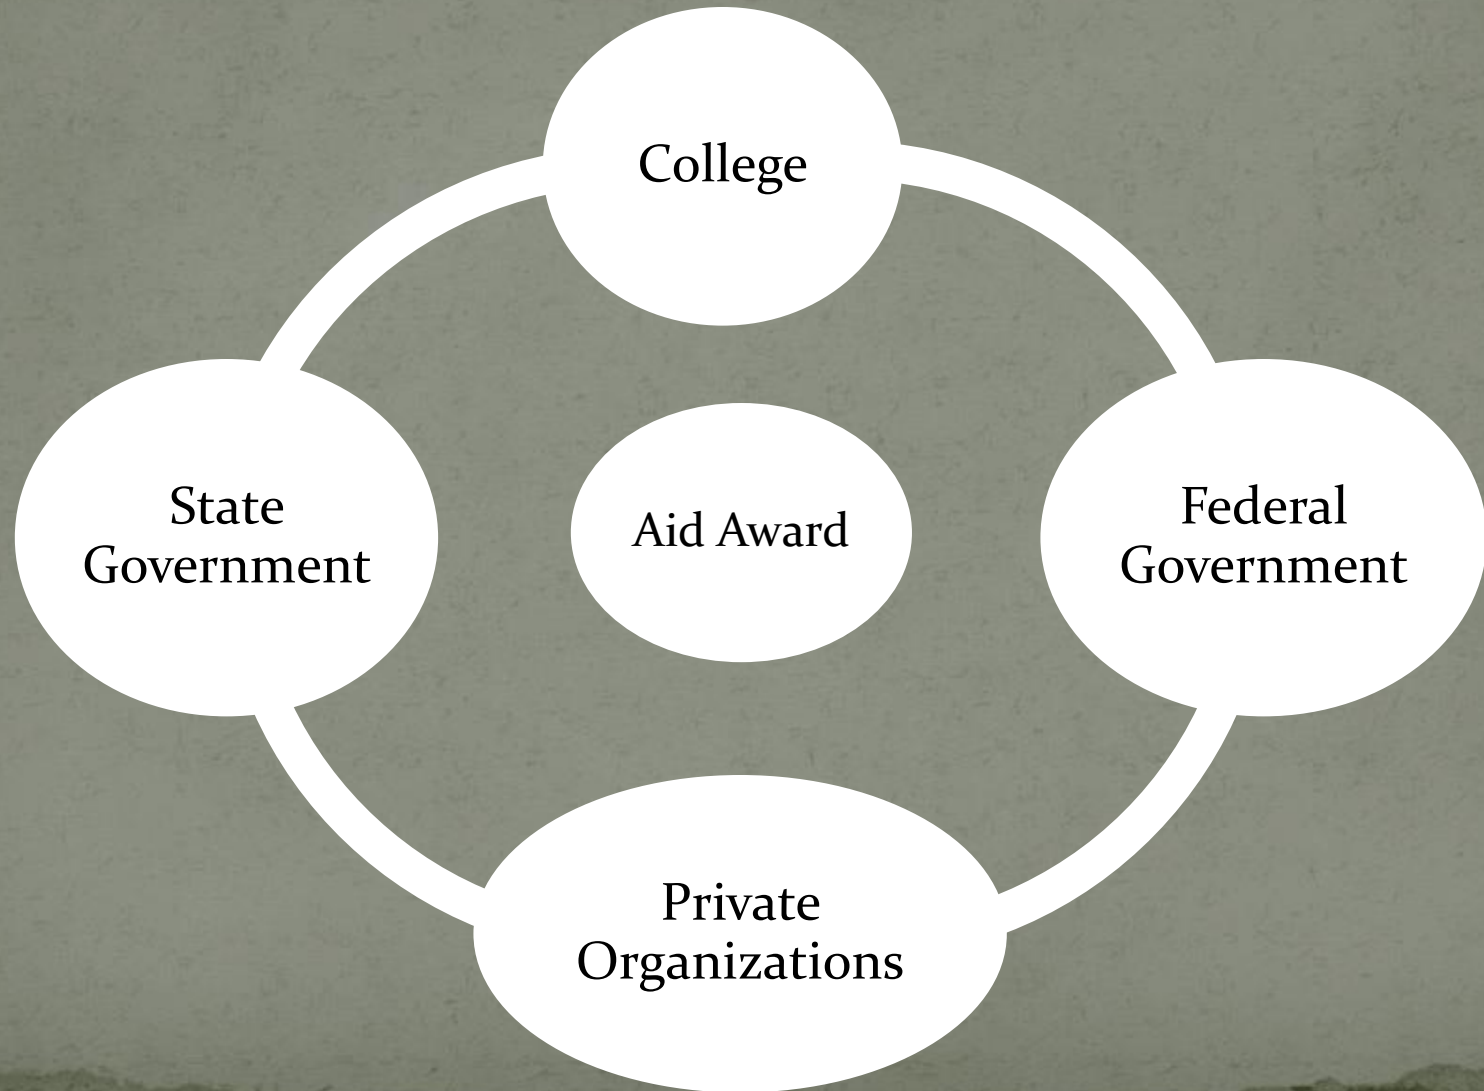 College
State
Government
Aid Award
Federal
Government
Private
Organizations